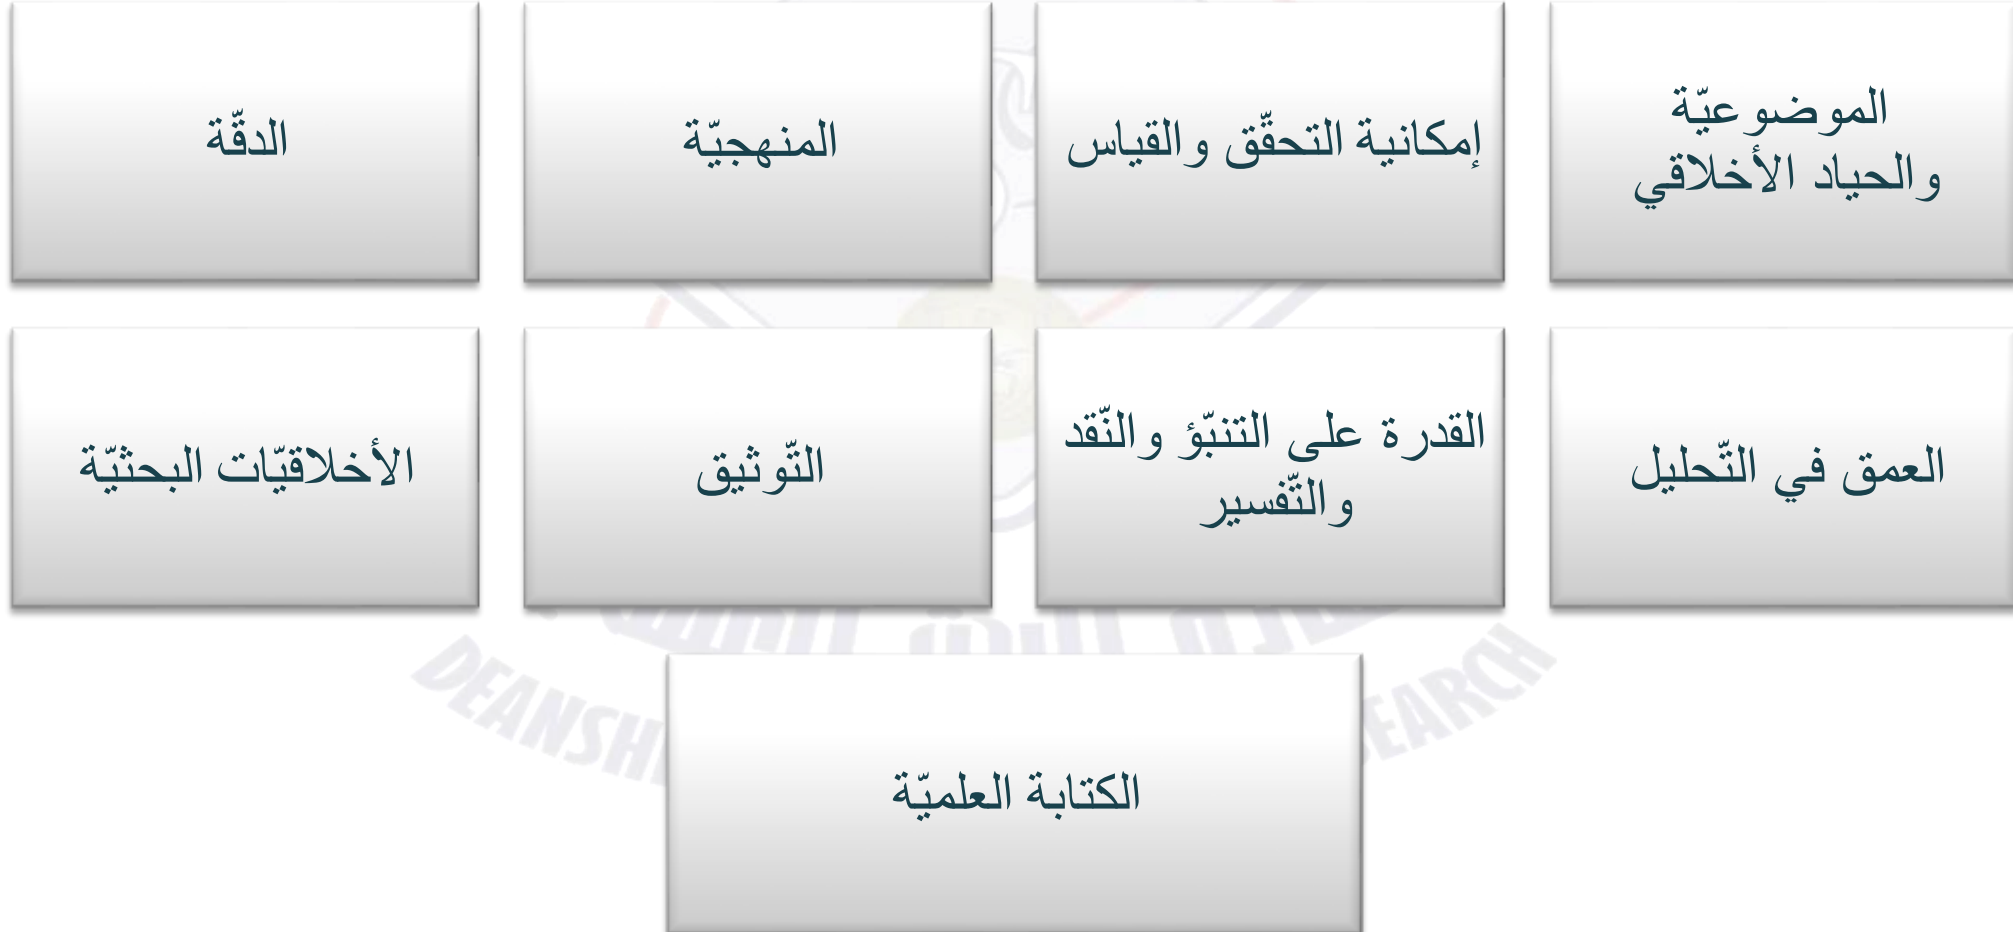 الموضوعيّة
والحياد الأخلاقي
إمكانية التحقّق والقياس
المنهجيّة
الدقّة
العمق في التّحليل
القدرة على التنبّؤ والنّقد
والتّفسير
التّوثيق
الأخلاقيّات البحثيّة
الكتابة العلميّة